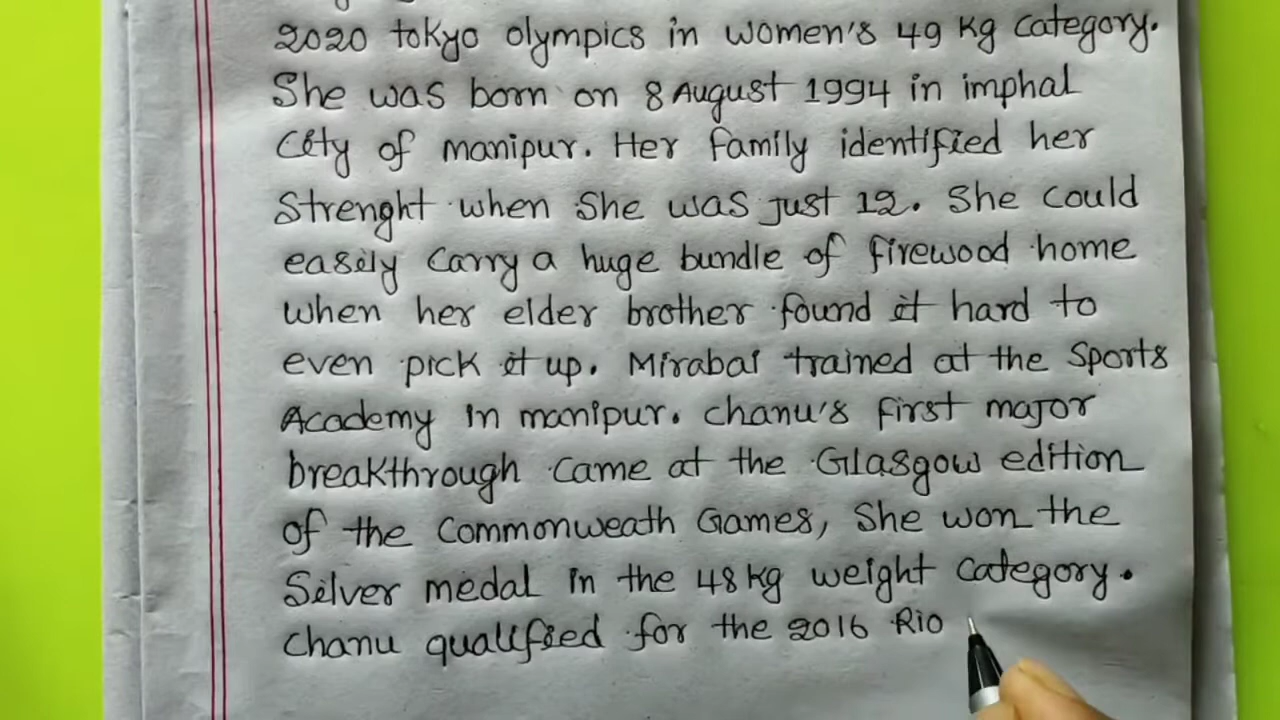 2020 tokyo olympics in women's 49 kg category.
She was born on 8 August 1994 in imphal
City of manipur. Her family identified her
Strenght when She was just 12. She could
easily carry a huge bundle of firewood home
when her elder brother found it hard to
even pick it up. Mirabai trained at the Sports
Academy in manipur. Chanu's first major
breakthrough came at the Glasgow edition
of the Commonweath Games, She won the
Silver medal in the 48 kg weight category.
Chanu qualified for the 2016 Rio